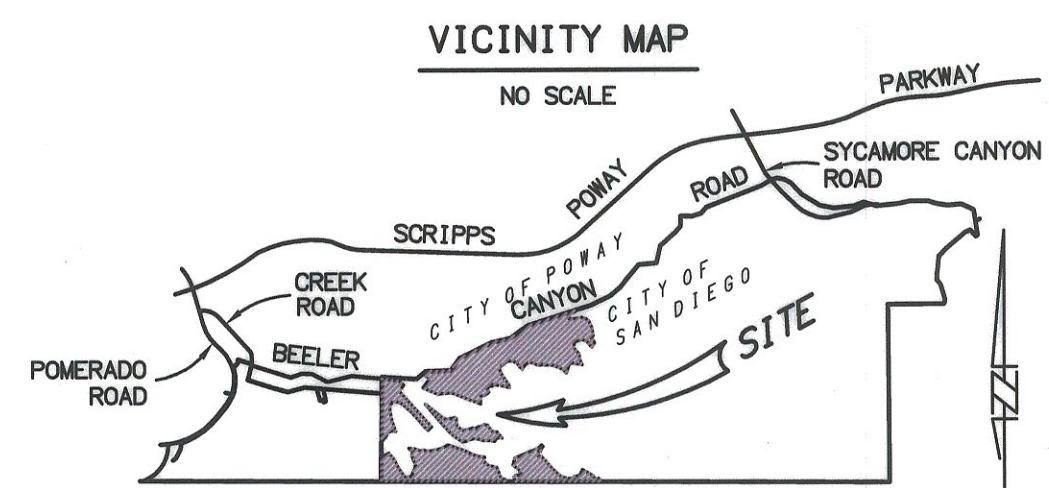 VICINITY MAP
NO SCALE
PARKWAY
SYCAMORE CANYON
ROAD
ROAD
POWAY
SCRIPPS
CITY OF POWAY
CREEK
ROAD
CANYON
CITY OF
SAN DIEGO
SITE
BEELER
POMERADO
ROAD
N